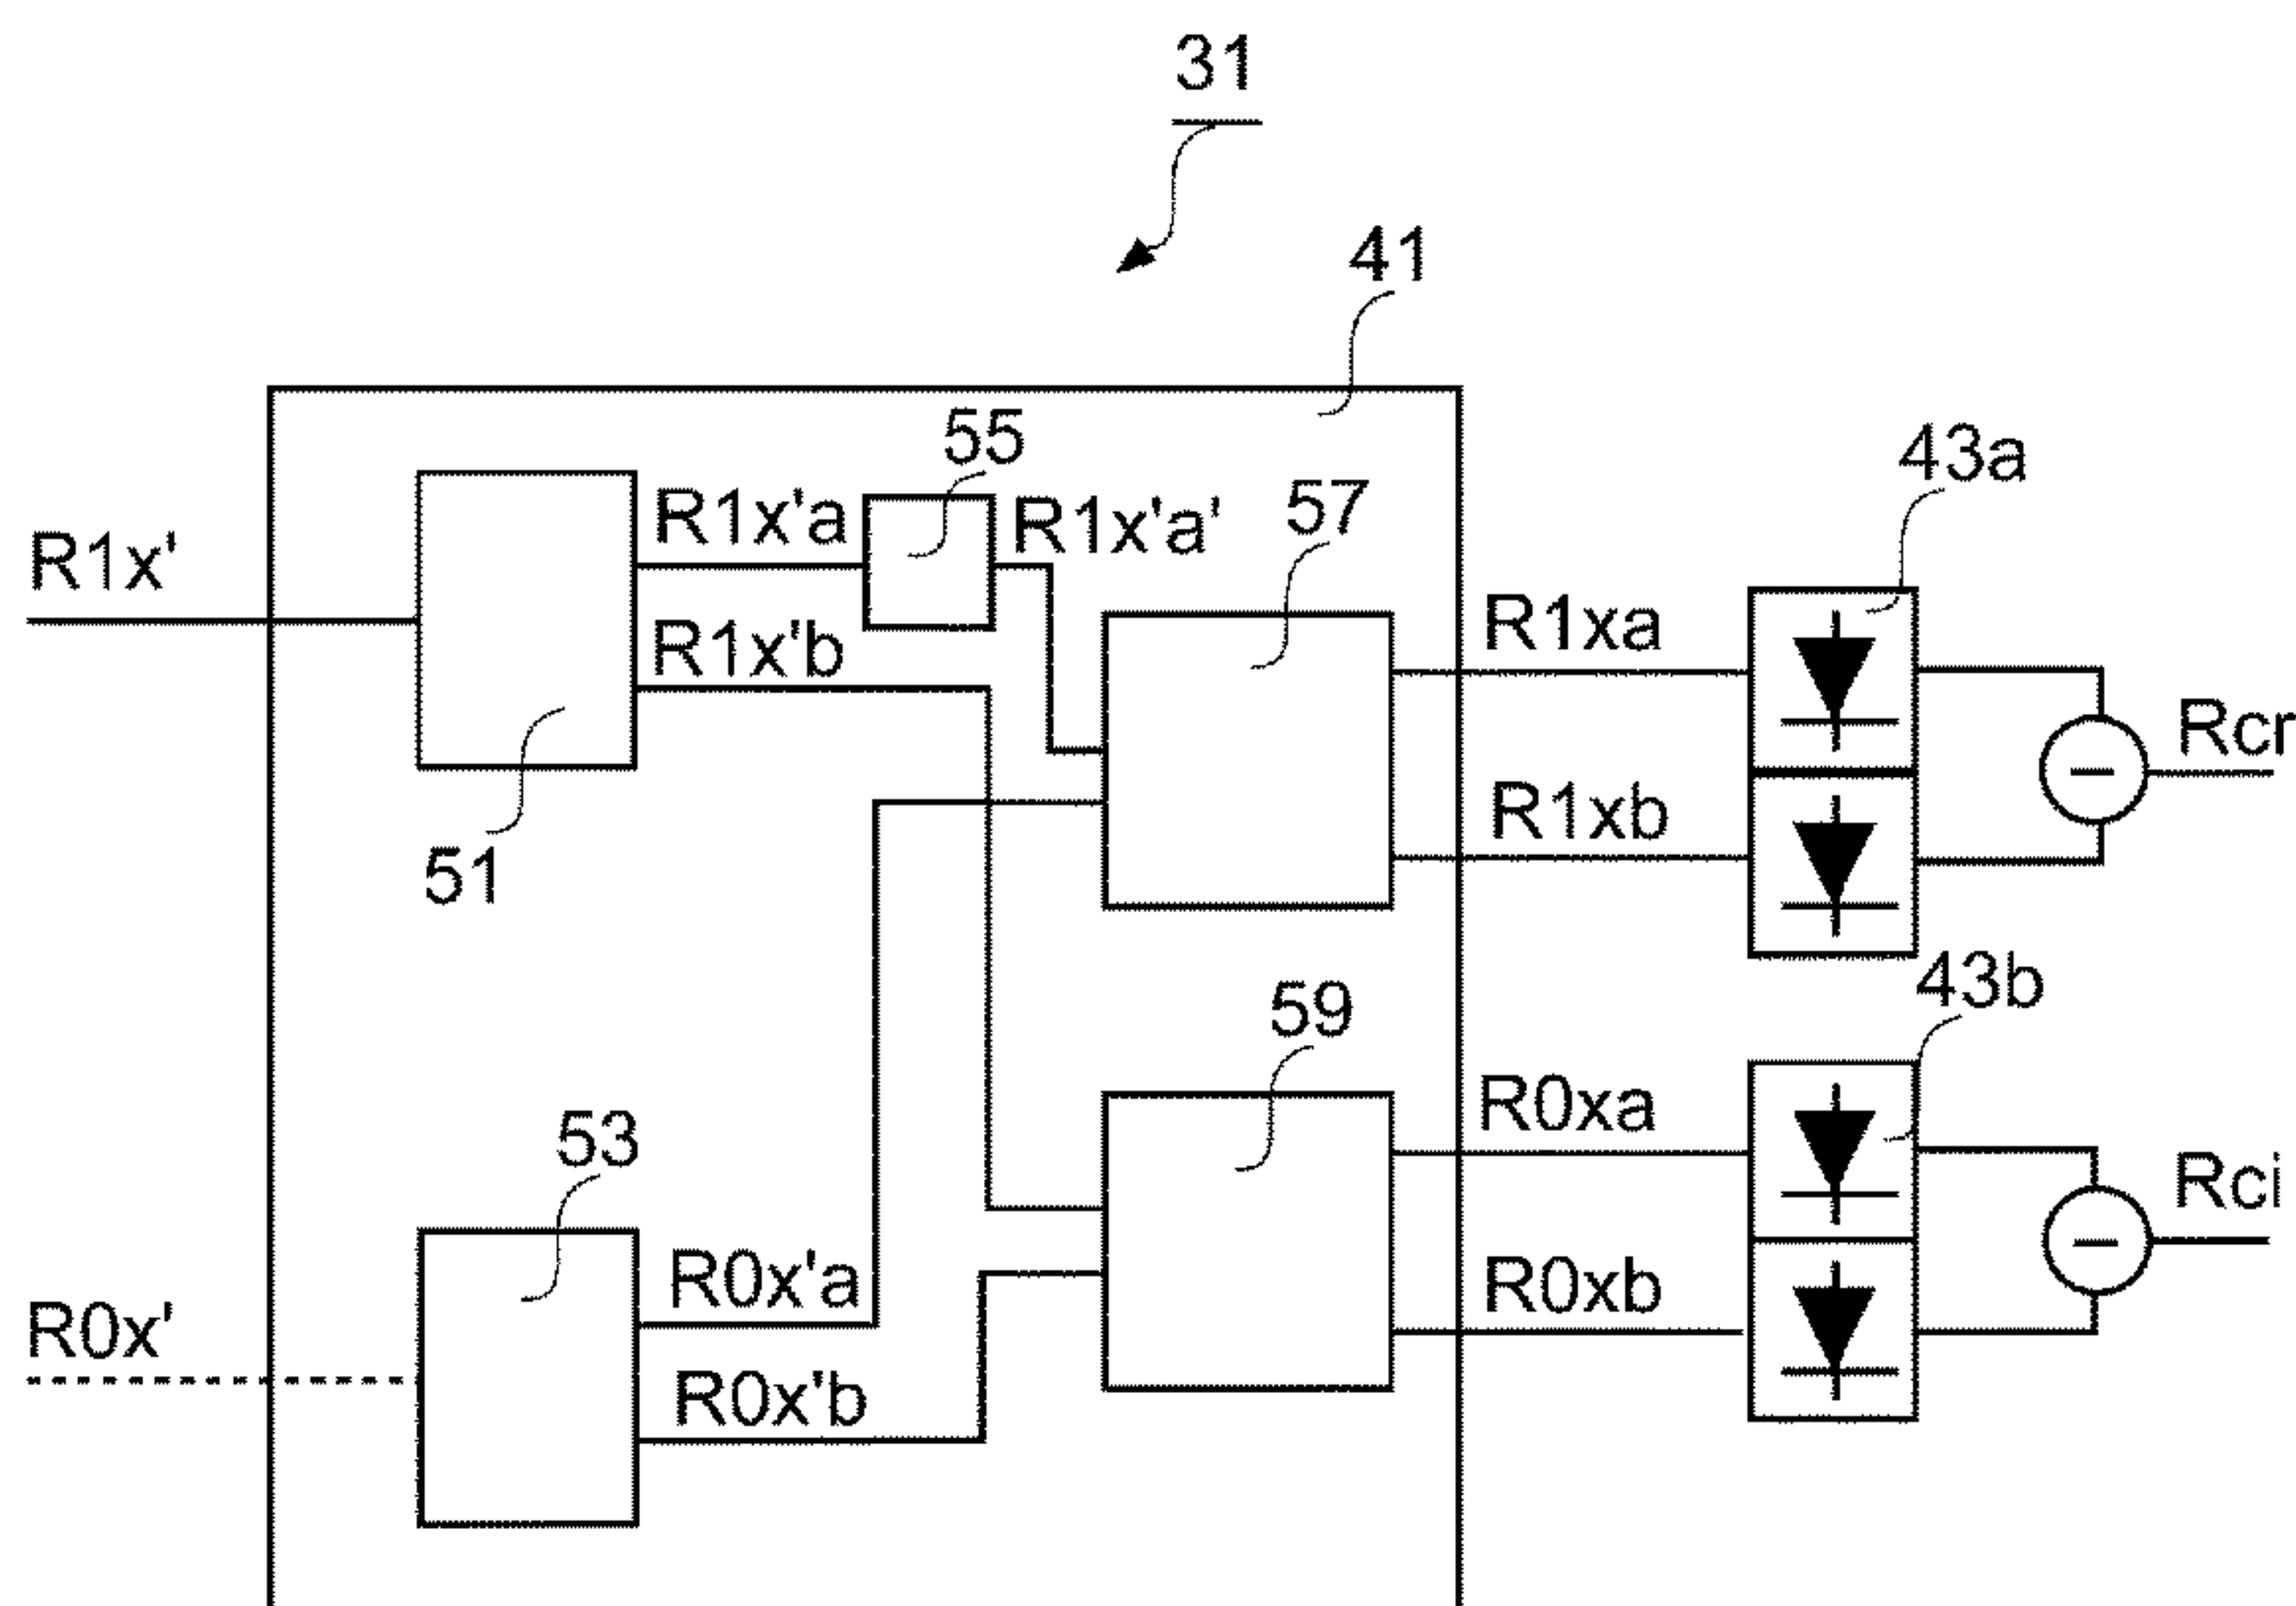 31
41
55
43a
R1x'a
R1x'a'
57
R1x'
R1xa
R1x'b
Rcr
R1xb
51
43b
59
R0xa
53
Rci
R0x'a
R0xb
R0x'
R0x'b